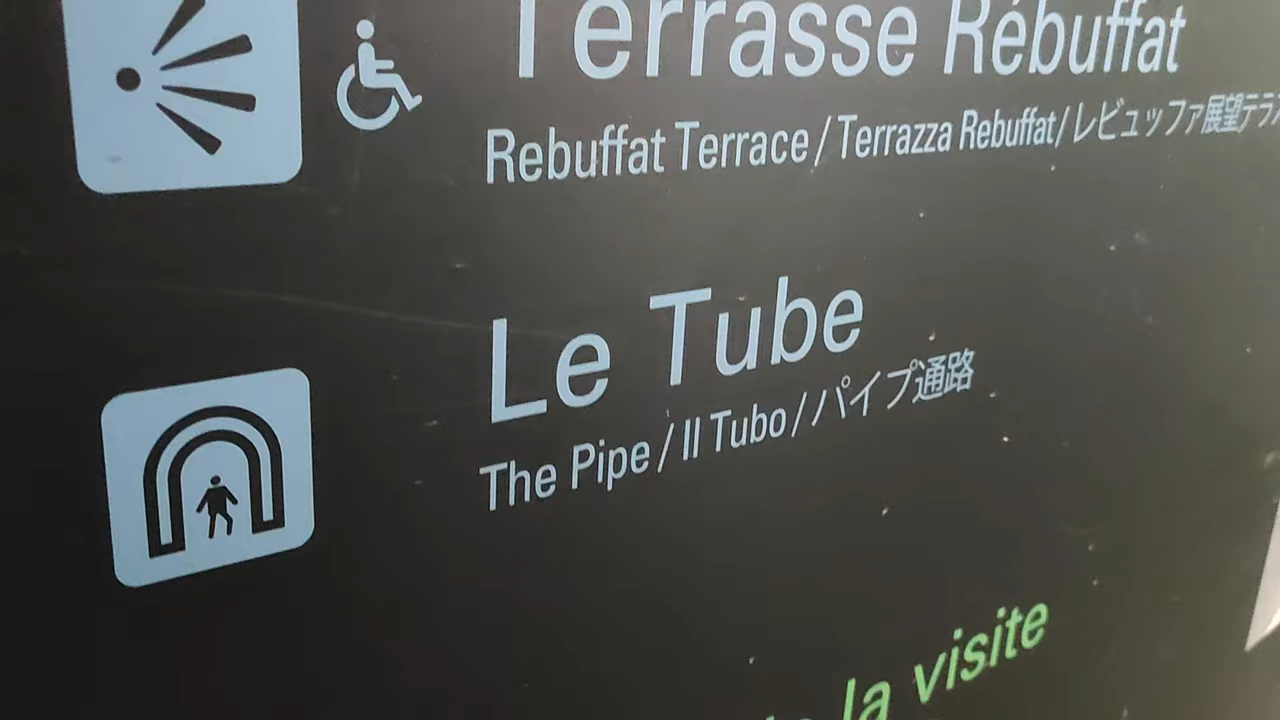 Terrasse Rébuffat
Rebuffat Terrace / Terrazza Rebuffat / レビュッファ展望テラ
Le Tube
The Pipe / Il Tubo / パイプ通路
la visite